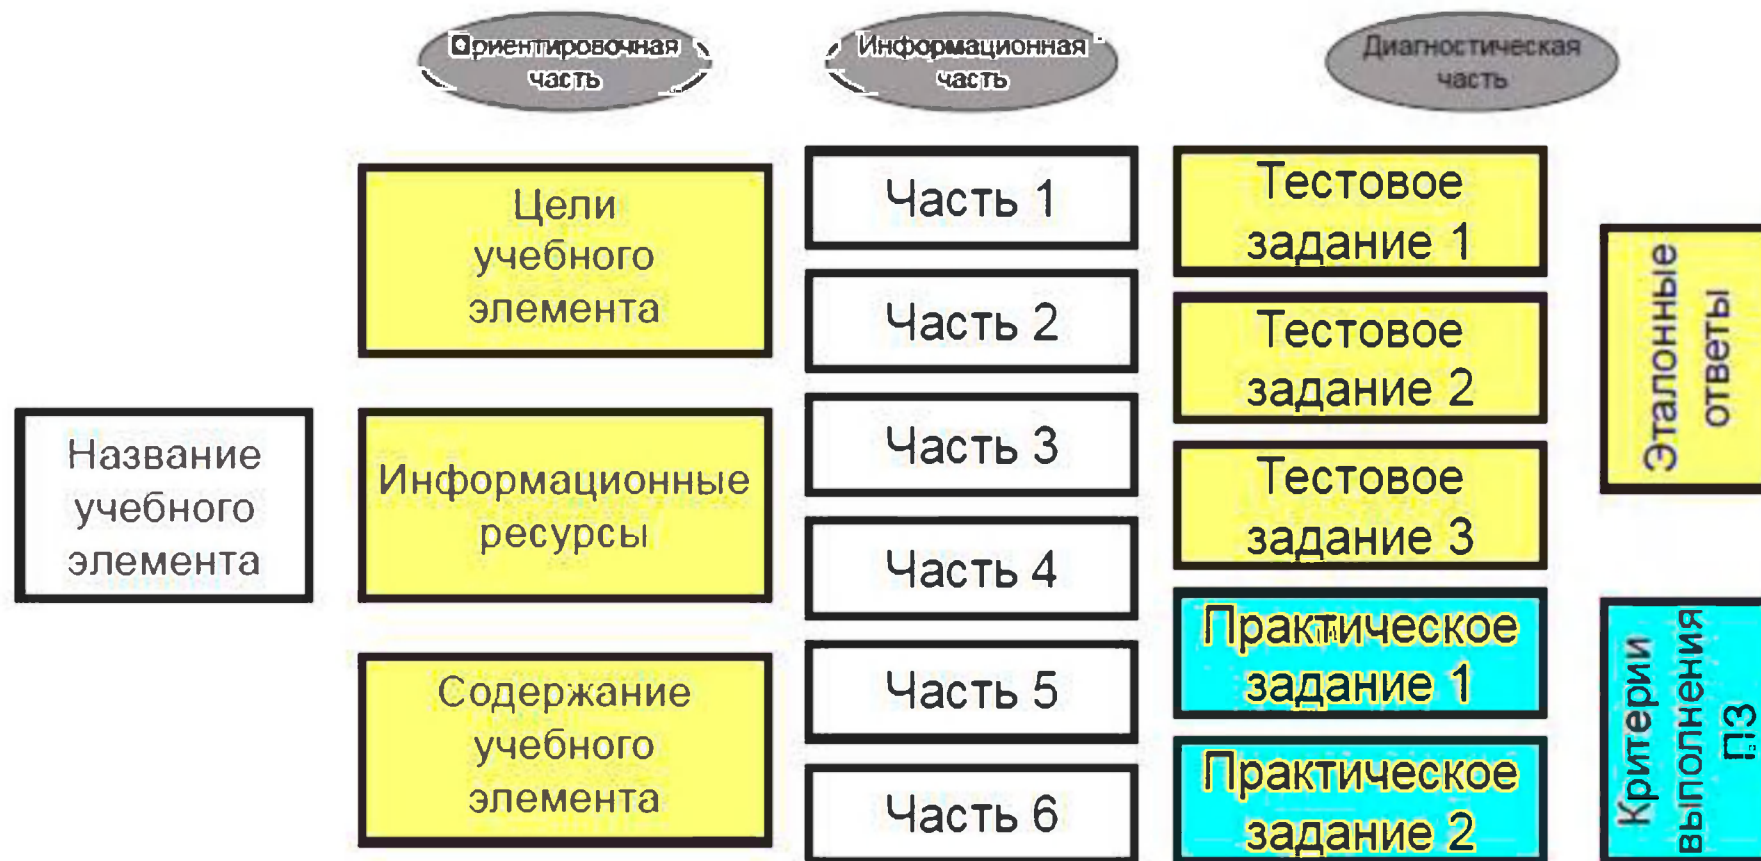 Ориентировочная
часть
Информационная
часть
Диагностическая
часть
Название
учебного
элемента
Цели
учебного
элемента
Информационные
ресурсы
Содержание
учебного
элемента
Часть 1
Часть 2
Часть 3
Часть 4
Часть 5
Часть 6
Тестовое
задание 1
Тестовое
задание 2
Тестовое
задание 3
Практическое
задание 1
Практическое
задание 2
Эталонные
ответы
Критерии
выполнения
ПЗ